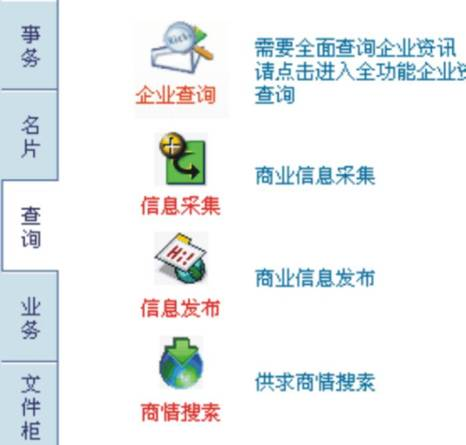 事务
名片
查询
业务
文件柜
企业查询
需要全面查询企业资讯
请点击进入全功能企业资
查询
信息采集
商业信息采集
Hi!
信息发布
商业信息发布
商情搜索
供求商情搜索